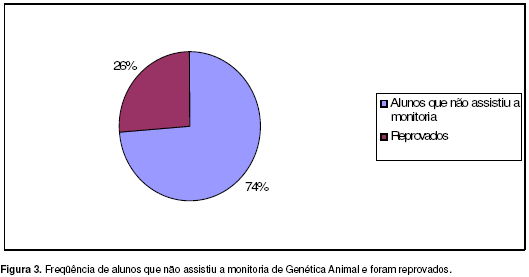 26%
74%
Alunos que não assistiu a
monitoria
Reprovados
Figura 3. Freqüência de alunos que não assistiu a monitoria de Genética Animal e foram reprovados.